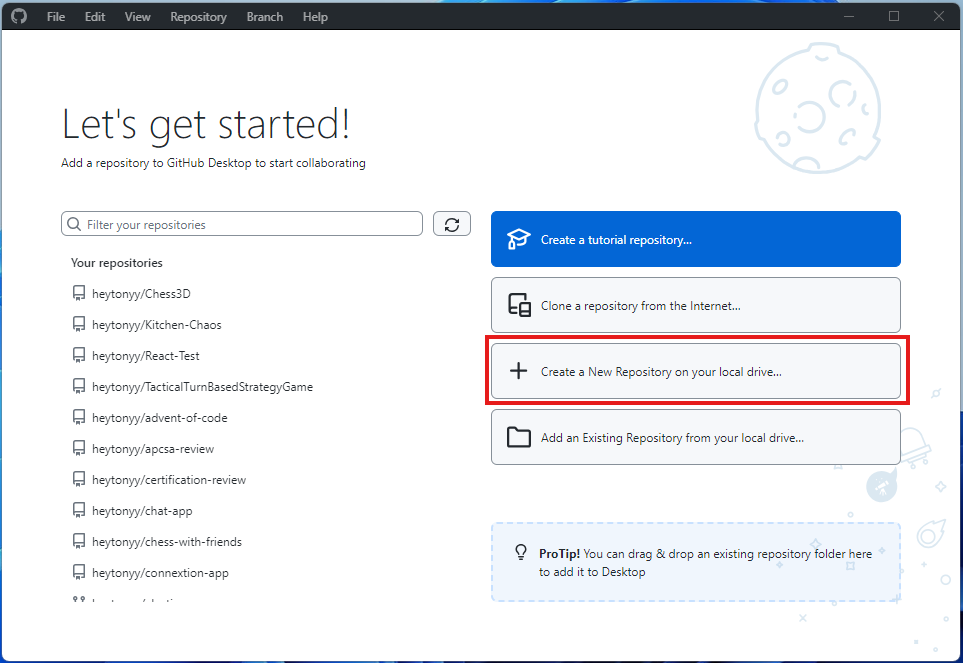 File Edit View Repository Branch Help
Let's get started!
Add a repository to GitHub Desktop to start collaborating
Filter your repositories
Your repositories
heytonyy/Chess3D
heytonyy/Kitchen-Chaos
heytonyy/React-Test
heytonyy/TacticalTurnBasedStrategyGame
heytonyy/advent-of-code
heytonyy/apcsa-review
heytonyy/certification-review
heytonyy/chat-app
heytonyy/chess-with-friends
heytonyy/connextion-app
Create a tutorial repository...
Clone a repository from the Internet...
Create a New Repository on your local drive...
Add an Existing Repository from your local drive...
ProTip! You can drag & drop an existing repository folder here
to add it to Desktop